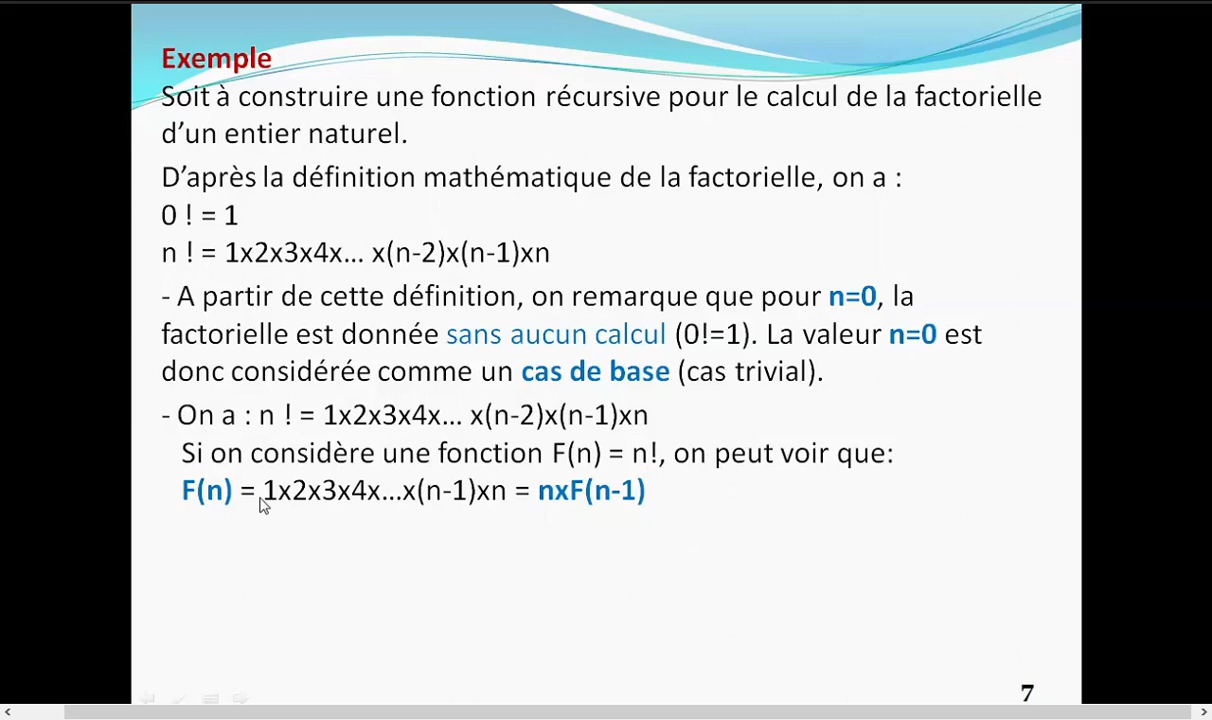 Exemple
Soit à construire une fonction récursive pour le calcul de la factorielle
d’un entier naturel.
D’après la définition mathématique de la factorielle, on a :
0 ! = 1
n ! = 1x2x3x4x... x(n-2)x(n-1)xn
- A partir de cette définition, on remarque que pour n=0, la
factorielle est donnée sans aucun calcul (0!=1). La valeur n=0 est
donc considérée comme un cas de base (cas trivial).
- On a : n ! = 1x2x3x4x... x(n-2)x(n-1)xn
Si on considère une fonction F(n) = n!, on peut voir que:
F(n) = 1x2x3x4x...x(n-1)xn = nxF(n-1)
7